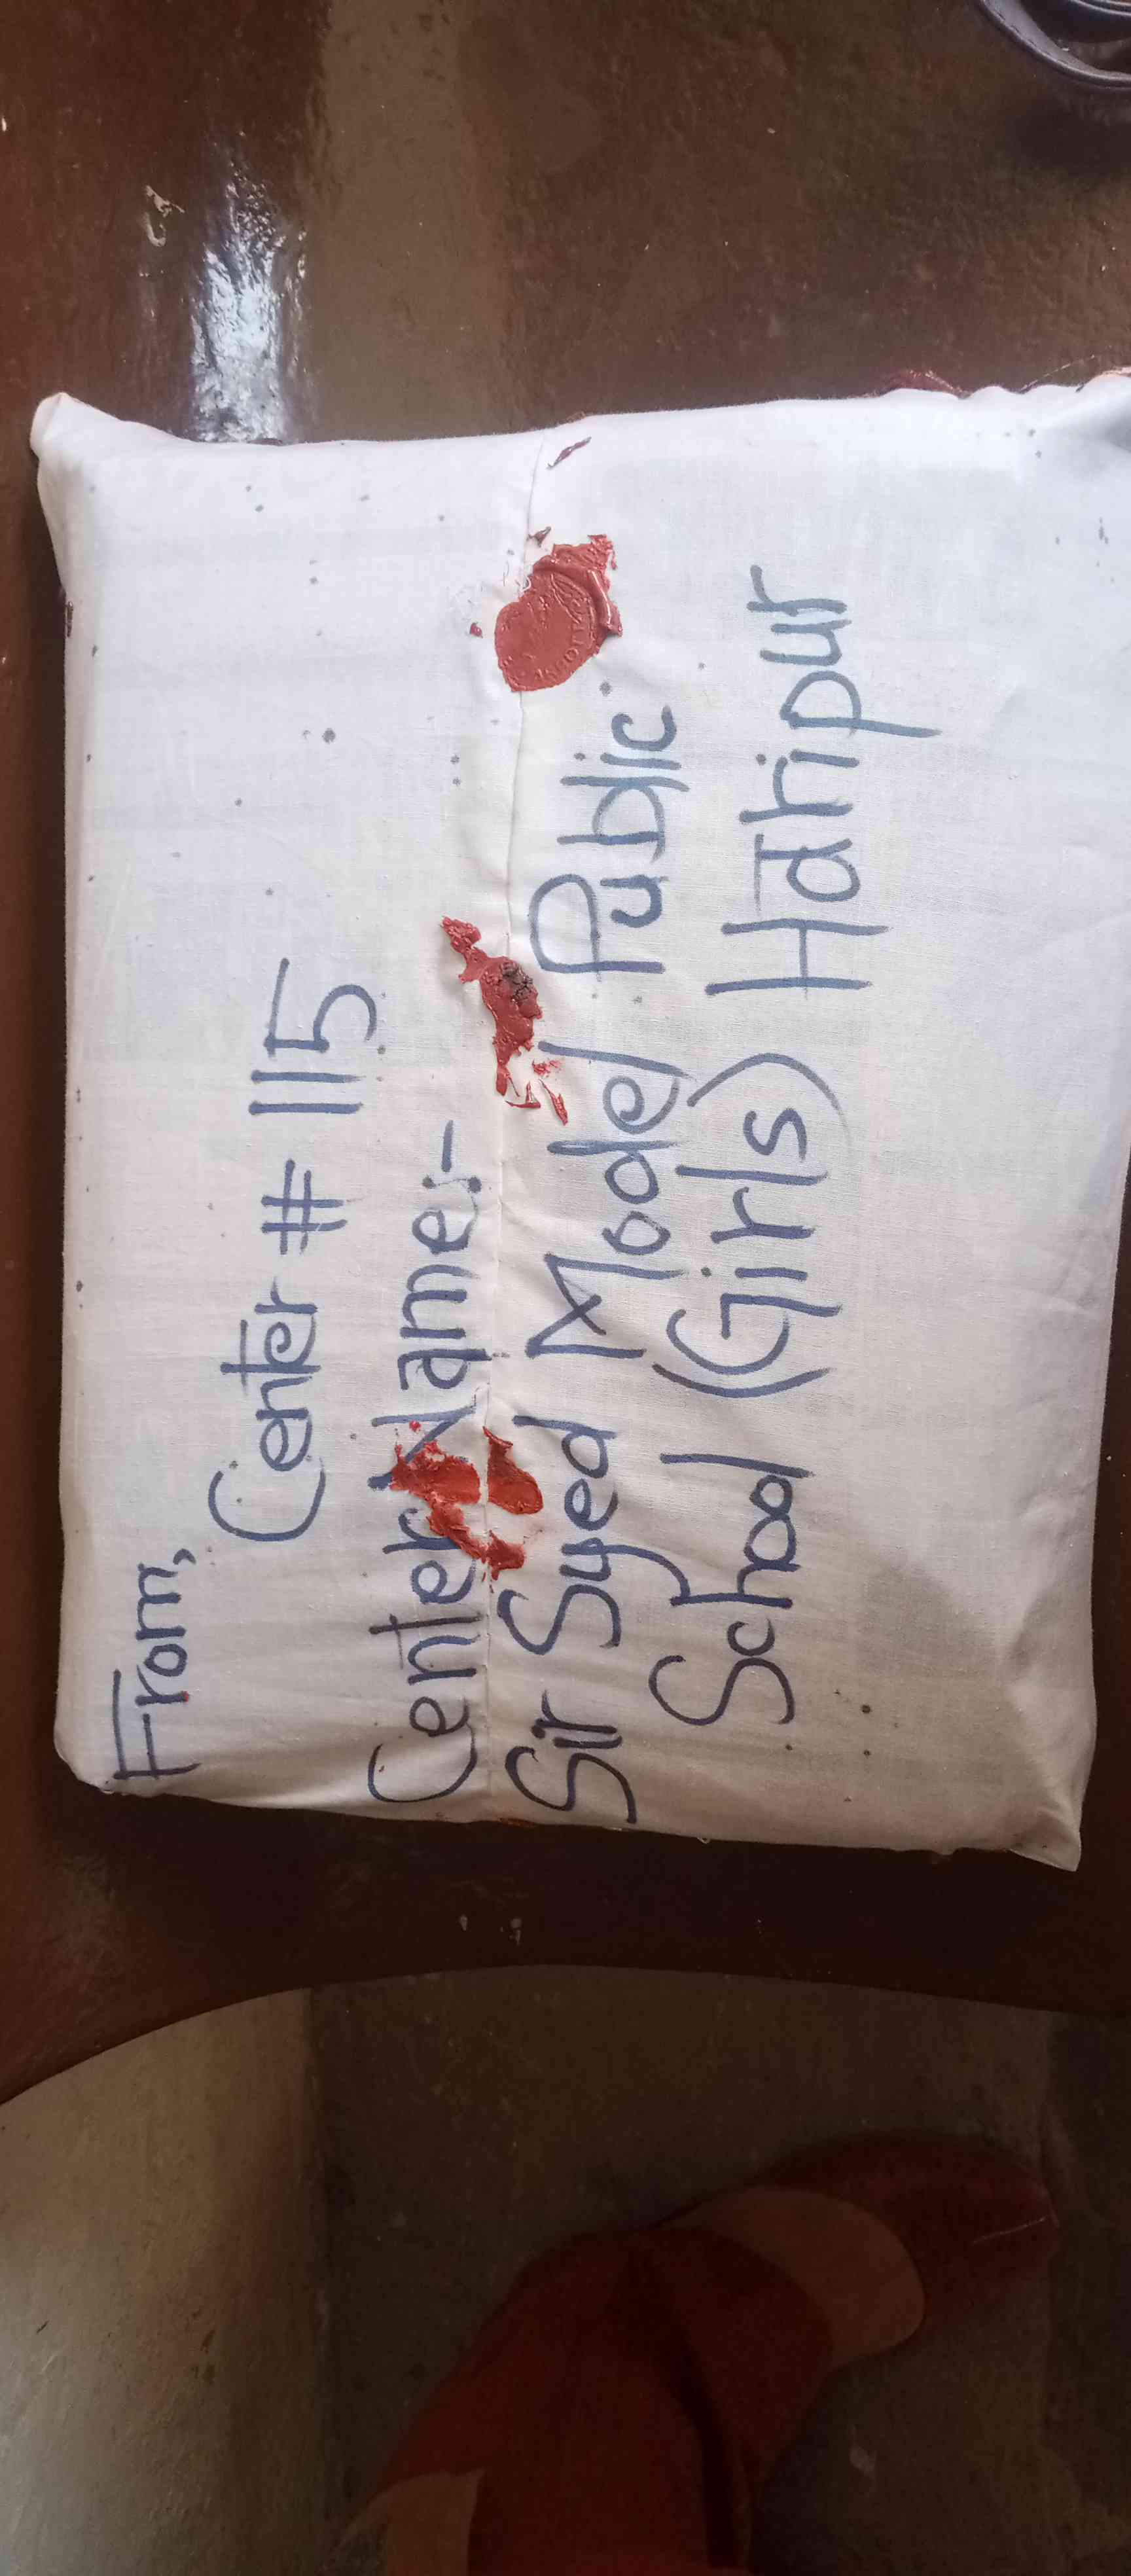 From,
Center # 115
Center Name:-
Sir Syed Model Public
School (Girls) Haripur